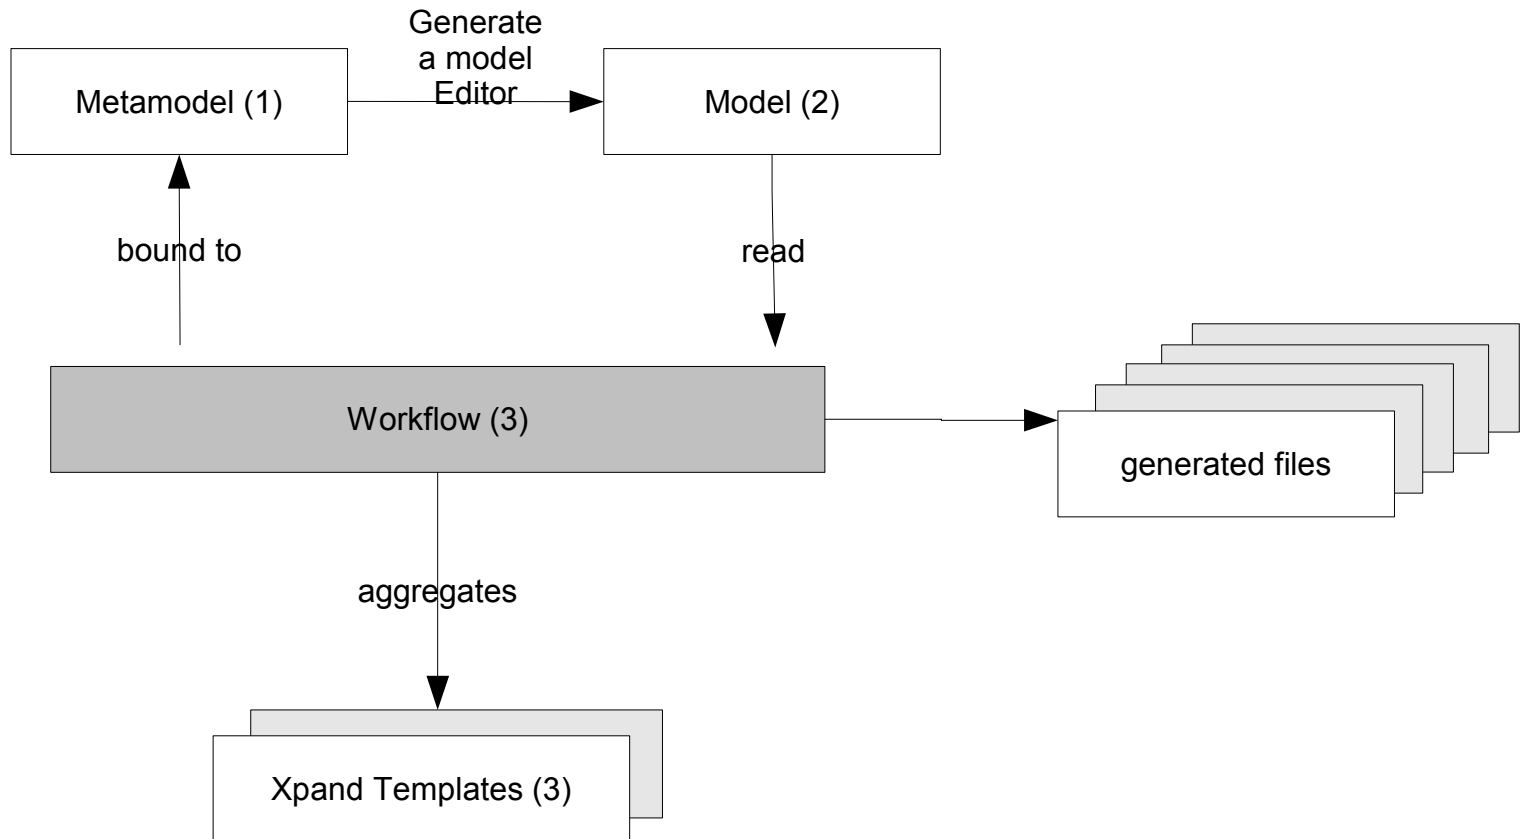 Generate
a model
Editor
Metamodel (1)
Model (2)
bound to
read
Workflow (3)
generated files
aggregates
Xpand Templates (3)